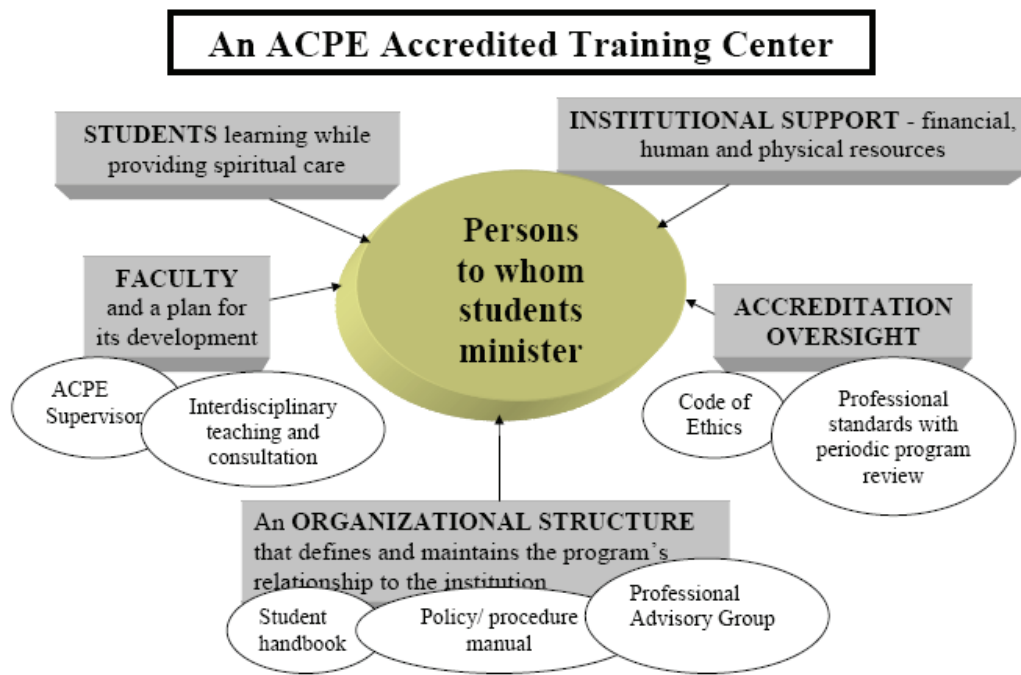 An ACPE Accredited Training Center
STUDENTS learning while
providing spiritual care
INSTITUTIONAL SUPPORT - financial,
human and physical resources
Persons
to whom
students
minister
FACULTY
and a plan for
its development
ACPE
Supervisor
Interdisciplinary
teaching and
consultation
ACCREDITATION
OVERSIGHT
Code of
Ethics
Professional
standards with
periodic program
review
An ORGANIZATIONAL STRUCTURE
that defines and maintains the program's
relationship to the institution
Student
handbook
Policy/ procedure
manual
Professional
Advisory Group